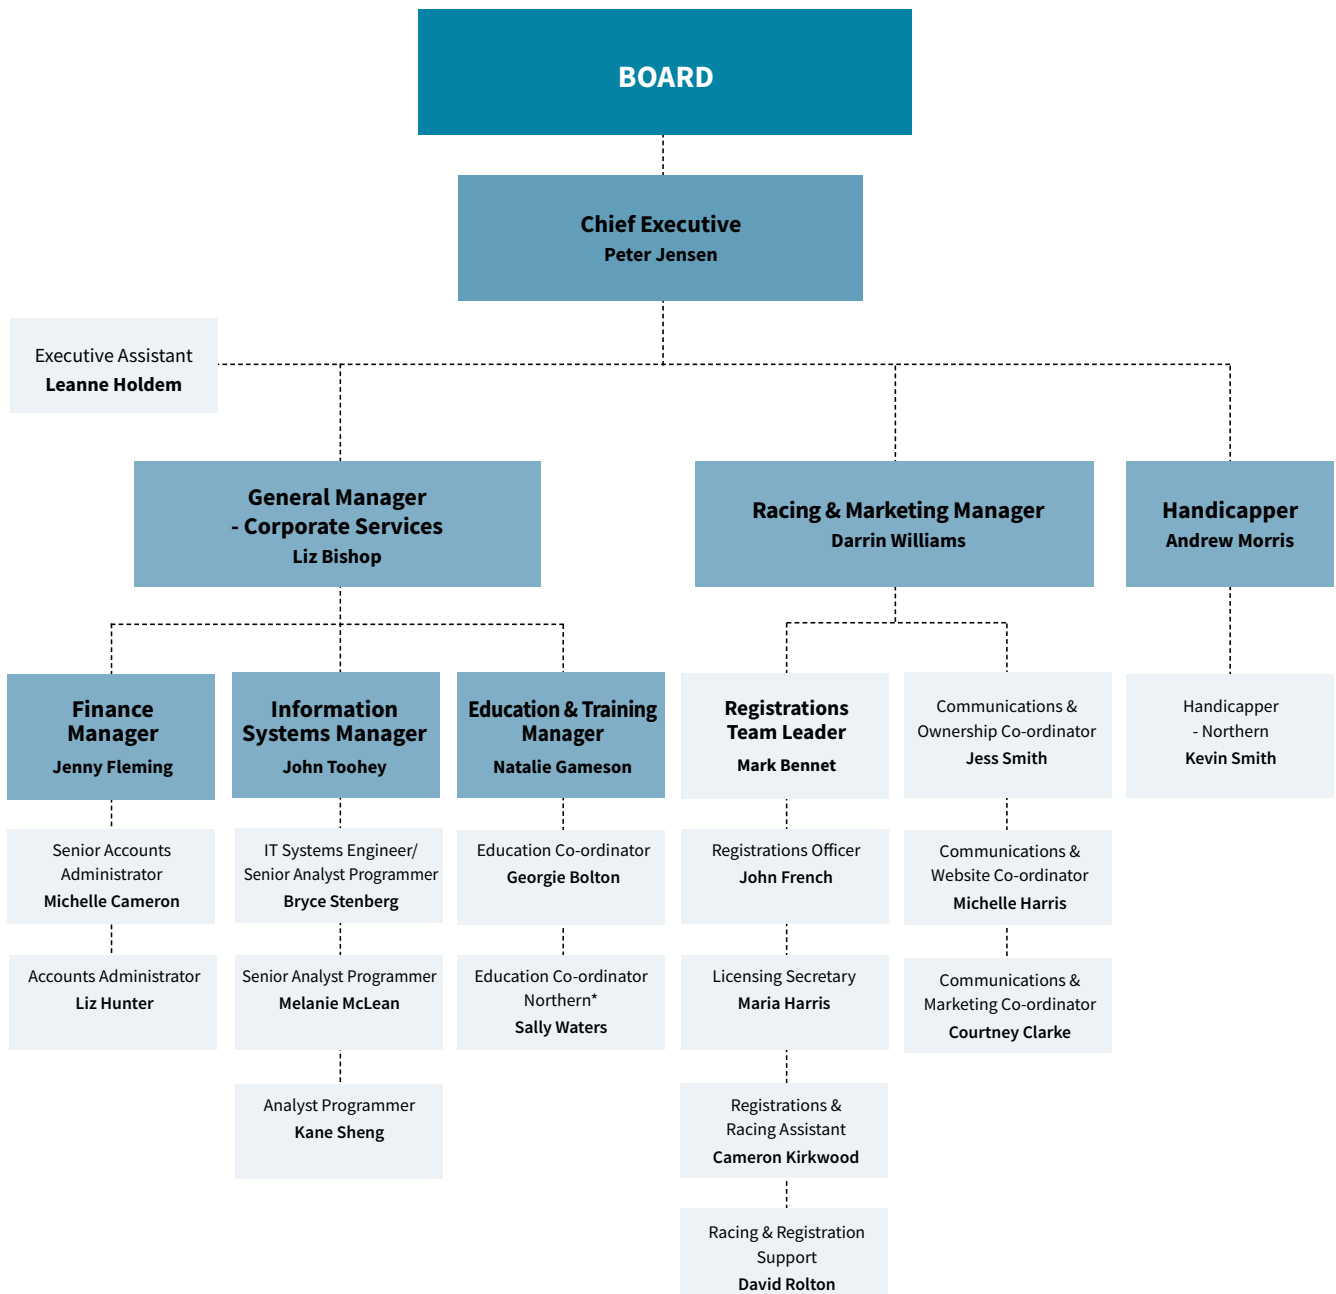 BOARD
Chief Executive
Peter Jensen
Executive Assistant
Leanne Holdem
General Manager
- Corporate Services
Liz Bishop
Racing & Marketing Manager
Darrin Williams
Handicapper
Andrew Morris
Finance
Manager
Jenny Fleming
Information
Systems Manager
John Toohey
Education & Training
Manager
Natalie Gameson
Registrations
Team Leader
Mark Bennet
Communications &
Ownership Co-ordinator
Jess Smith
Handicapper
- Northern
Kevin Smith
Senior Accounts
Administrator
Michelle Cameron
IT Systems Engineer/
Senior Analyst Programmer
Bryce Stenberg
Education Co-ordinator
Georgie Bolton
Registrations Officer
John French
Communications &
Website Co-ordinator
Michelle Harris
Accounts Administrator
Liz Hunter
Senior Analyst Programmer
Melanie McLean
Education Co-ordinator
Northern*
Sally Waters
Licensing Secretary
Maria Harris
Communications &
Marketing Co-ordinator
Courtney Clarke
Analyst Programmer
Kane Sheng
Registrations &
Racing Assistant
Cameron Kirkwood
Racing & Registration
Support
David Rolton